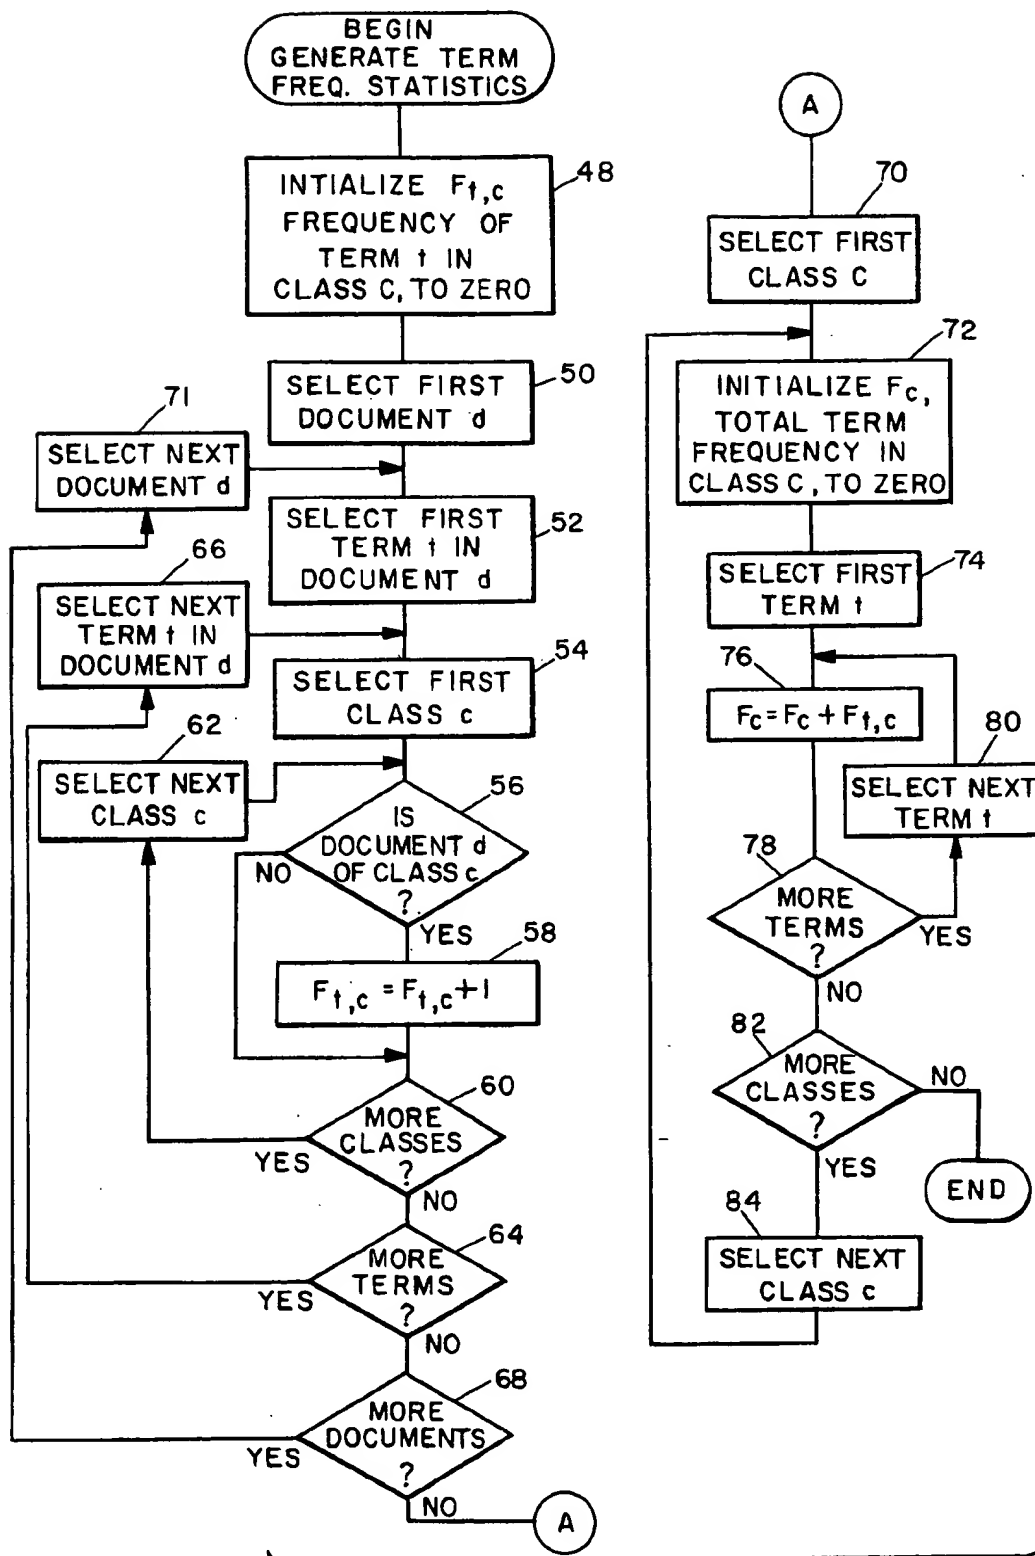 BEGIN
GENERATE TERM
FREQ. STATISTICS
48
INTIALIZE Ft,c
FREQUENCY OF
TERM t IN
CLASS C, TO ZERO
50
SELECT FIRST
DOCUMENT d
71
SELECT NEXT
DOCUMENT d
52
SELECT FIRST
TERM t IN
DOCUMENT d
66
SELECT NEXT
TERM t IN
DOCUMENT d
54
SELECT FIRST
CLASS c
62
SELECT NEXT
CLASS c
56
IS
DOCUMENT d
OF CLASS c
?
NO
YES
58
Ft,c = Ft,c + 1
60
MORE
CLASSES
?
YES
NO
64
MORE
TERMS
?
YES
NO
68
MORE
DOCUMENTS
?
YES
NO
A
A
70
SELECT FIRST
CLASS C
72
INITIALIZE Fc,
TOTAL TERM
FREQUENCY IN
CLASS C, TO ZERO
74
SELECT FIRST
TERM t
76
Fc = Fc + Ft,c
80
SELECT NEXT
TERM t
78
MORE
TERMS
?
YES
NO
82
MORE
CLASSES
?
NO
YES
END
84
SELECT NEXT
CLASS c